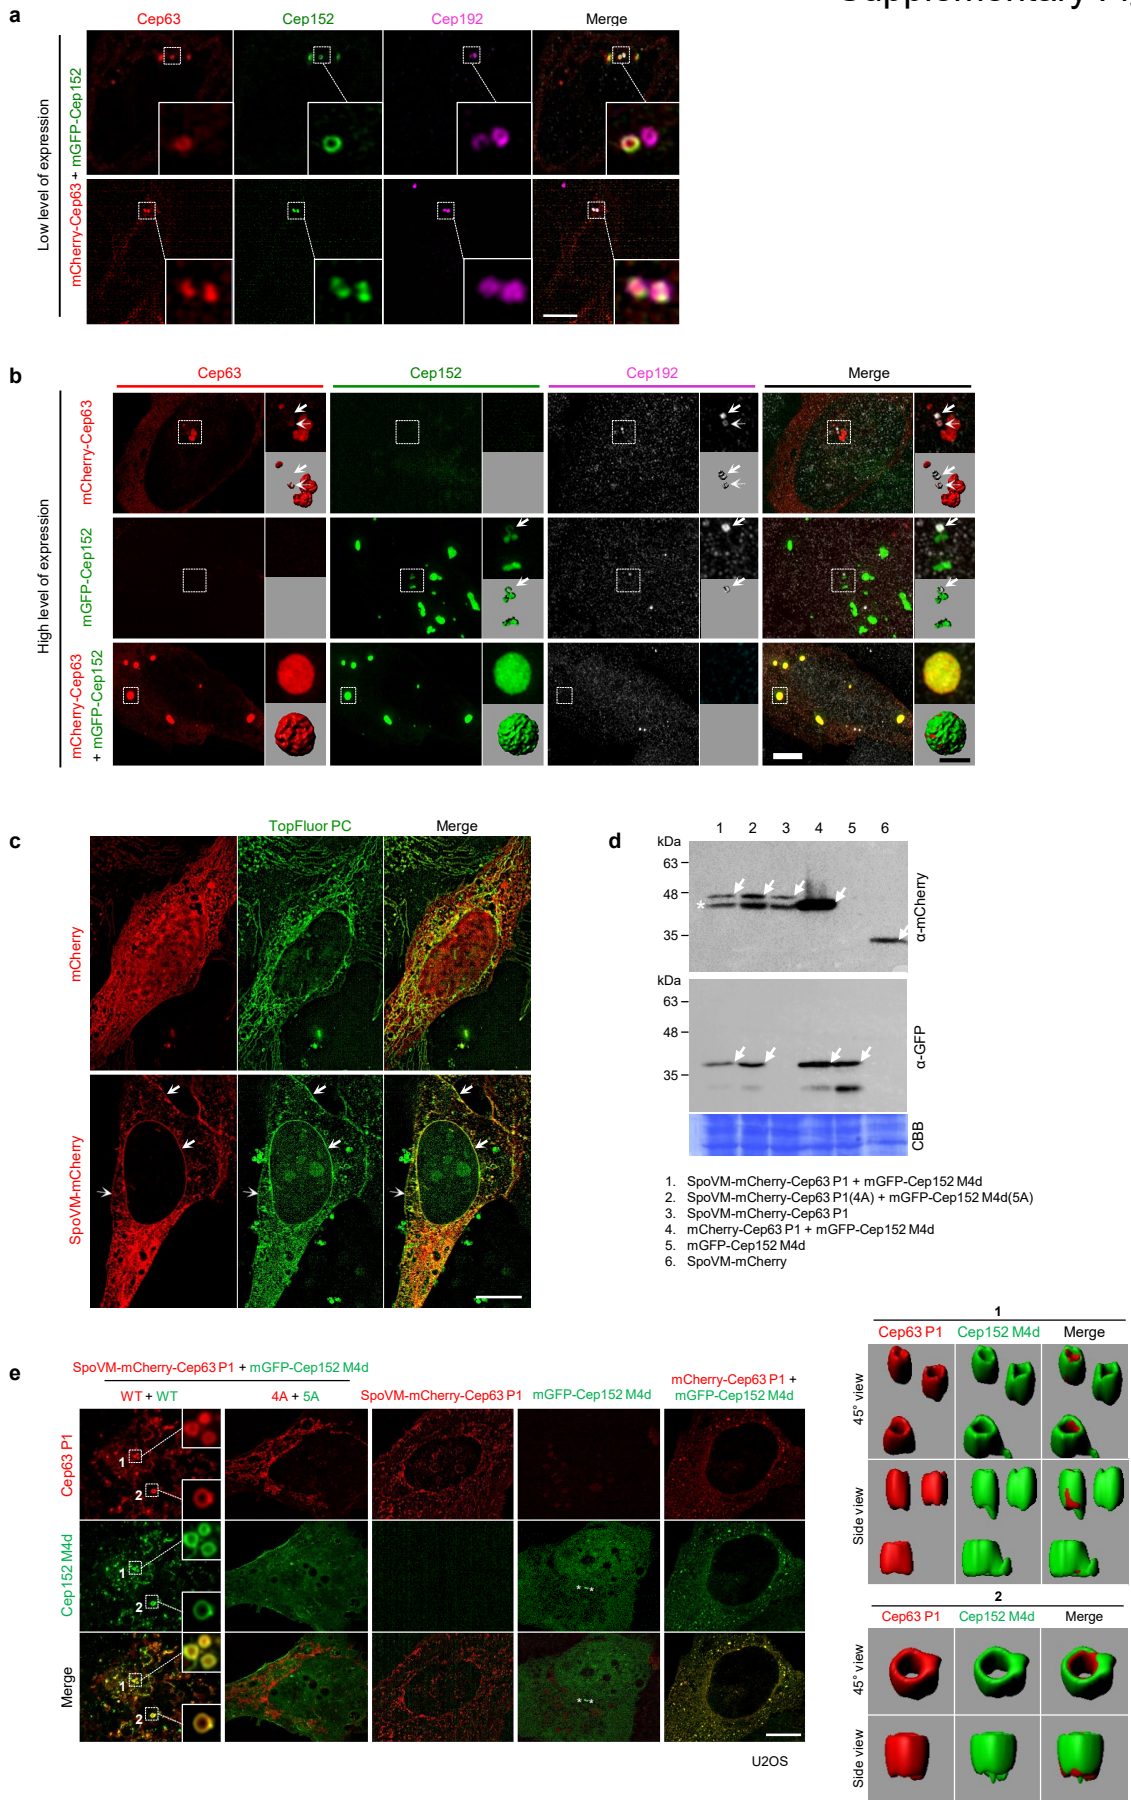 a
Cep63
Cep152
Cep192
Merge
Low level of expression
mCherry-Cep63 + mGFP-Cep152
b
Cep63
Cep152
Cep192
Merge
High level of expression
mCherry-Cep63
mGFP-Cep152
mCherry-Cep63
+ mGFP-Cep152
c
TopFluor PC
Merge
mCherry
SpoVM-mCherry
d
1 2 3 4 5 6
kDa
63
48
35
*
α-mCherry
kDa
63
48
35
α-GFP
CBB
1. SpoVM-mCherry-Cep63 P1 + mGFP-Cep152 M4d
2. SpoVM-mCherry-Cep63 P1(4A) + mGFP-Cep152 M4d(5A)
3. SpoVM-mCherry-Cep63 P1
4. mCherry-Cep63 P1 + mGFP-Cep152 M4d
5. mGFP-Cep152 M4d
6. SpoVM-mCherry
e
SpoVM-mCherry-Cep63 P1 + mGFP-Cep152 M4d
WT + WT
4A + 5A
SpoVM-mCherry-Cep63 P1
mGFP-Cep152 M4d
mCherry-Cep63 P1 +
mGFP-Cep152 M4d
Cep63 P1
1
2
Cep152 M4d
1
2
* *
Merge
1
2
* *
U2OS
1
Cep63 P1
Cep152 M4d
Merge
45° view
Side view
2
Cep63 P1
Cep152 M4d
Merge
45° view
Side view